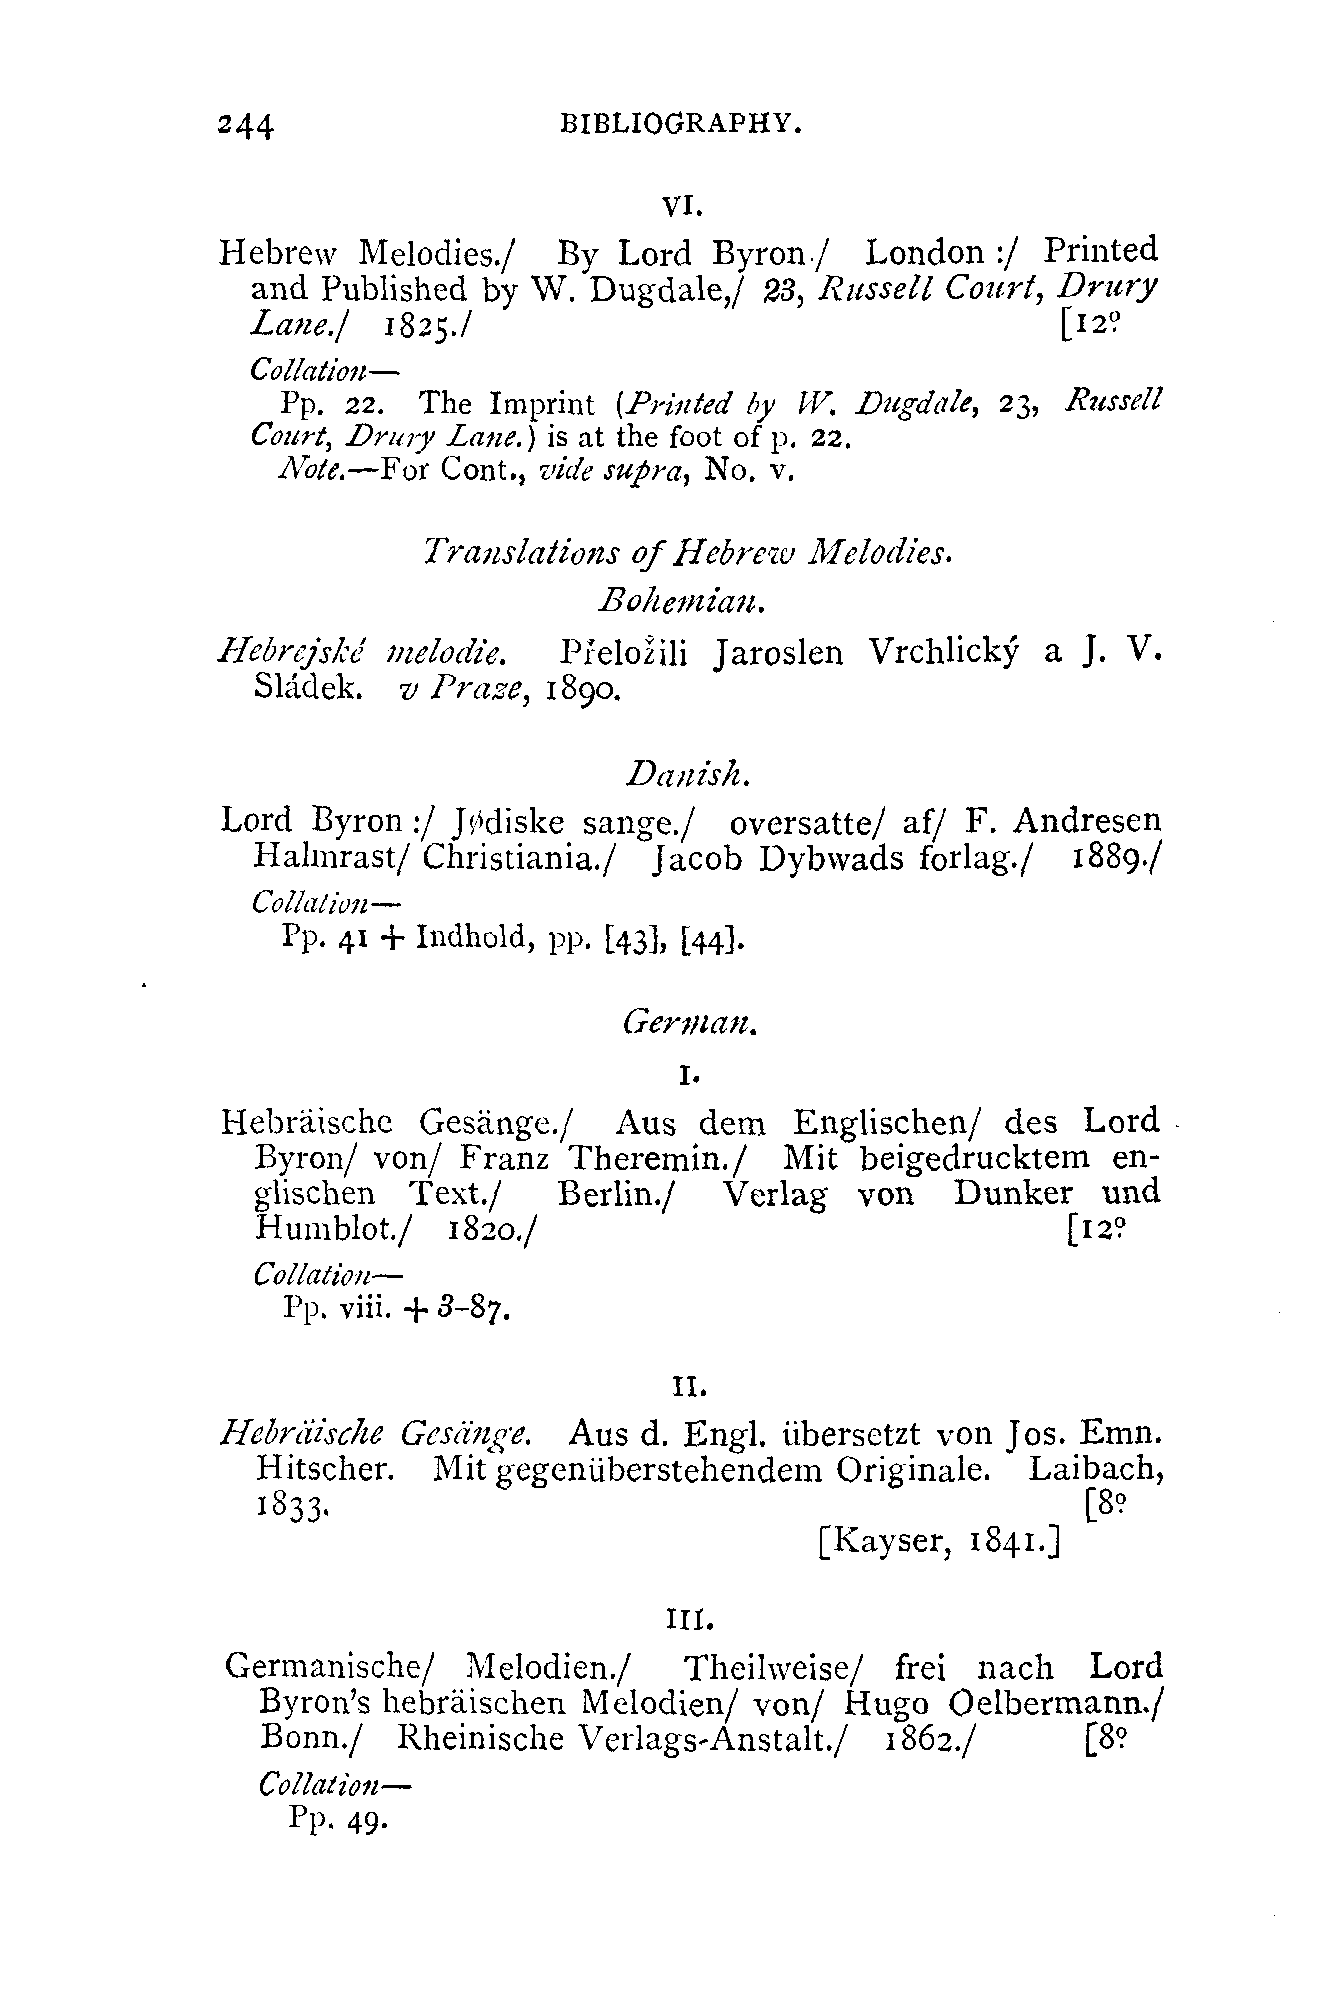 244 BIBLIOGRAPHY.
VI.
Hebrew Melodies./ By Lord Byron./ London :/ Printed
and Published by W. Dugdale,/ 23, Russell Court, Drury
Lane./ 1825./ [12º
Collation—
Pp. 22. The Imprint (Printed by W. Dugdale, 23, Russell
Court, Drury Lane.) is at the foot of p. 22.
Note.—For Cont., vide supra, No. v.
Translations of Hebrew Melodies.
Bohemian.
Hebrejské melodie. Přeložili Jaroslen Vrchlický a J. V.
Sládek. v Praze, 1890.
Danish.
Lord Byron :/ Jødiske sange./ oversatte/ af/ F. Andresen
Halmrast/ Christiania./ Jacob Dybwads forlag./ 1889./
Collation—
Pp. 41 + Indhold, pp. [43], [44].
German.
I.
Hebräische Gesänge./ Aus dem Englischen/ des Lord
Byron/ von/ Franz Theremin./ Mit beigedrucktem en-
glischen Text./ Berlin./ Verlag von Dunker und
Humblot./ 1820./ [12º
Collation—
Pp. viii. + 3-87.
II.
Hebräische Gesänge. Aus d. Engl. übersetzt von Jos. Emn.
Hitscher. Mit gegenüberstehendem Originale. Laibach,
1833. [8º
[Kayser, 1841.]
III.
Germanische/ Melodien./ Theilweise/ frei nach Lord
Byron's hebräischen Melodien/ von/ Hugo Oelbermann./
Bonn./ Rheinische Verlags-Anstalt./ 1862./ [8º
Collation—
Pp. 49.